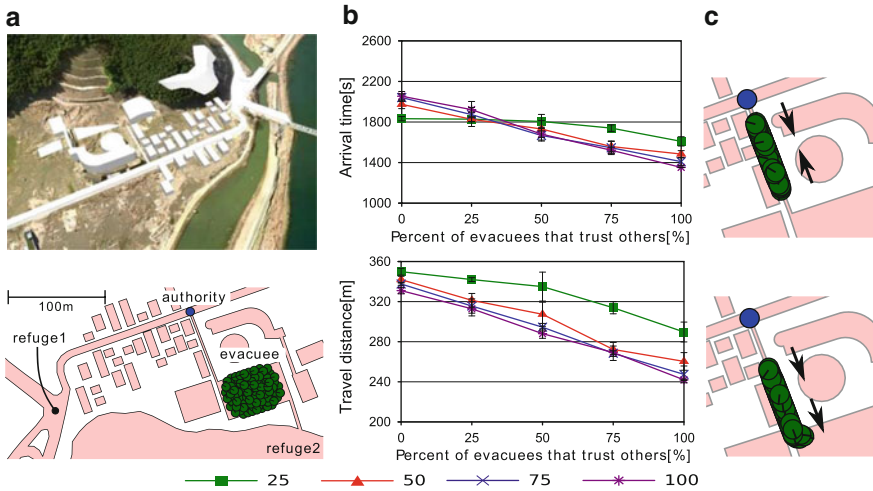 a
b
c
2600
2200
1800
1400
1000
Arrival time[s]
0
25
50
75
100
Percent of evacuees that trust others[%]
360
320
280
240
200
Travel distance[m]
0
25
50
75
100
Percent of evacuees that trust others[%]
100m
authority
refuge1
evacuee
refuge2
25
50
75
100